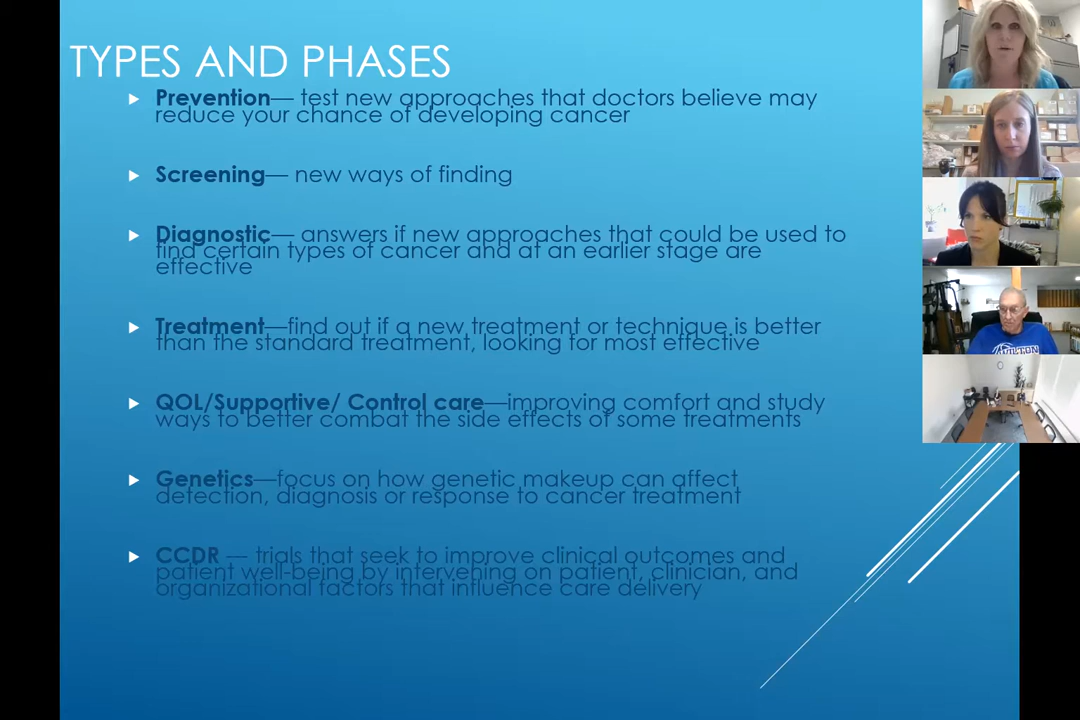 TYPES AND PHASES
Prevention— test new approaches that doctors believe may
reduce your chance of developing cancer
Screening— new ways of finding
Diagnostic— answers if new approaches that could be used to
find certain types of cancer and at an earlier stage are
effective
Treatment—find out if a new treatment or technique is better
than the standard treatment, looking for most effective
QOL/Supportive/ Control care—improving comfort and study
ways to better combat the side effects of some treatments
Genetics—focus on how genetic makeup can affect
detection, diagnosis or response to cancer treatment
CCDR — trials that seek to improve clinical outcomes and
patient well-being by intervening on patient, clinician, and
organizational factors that influence care delivery